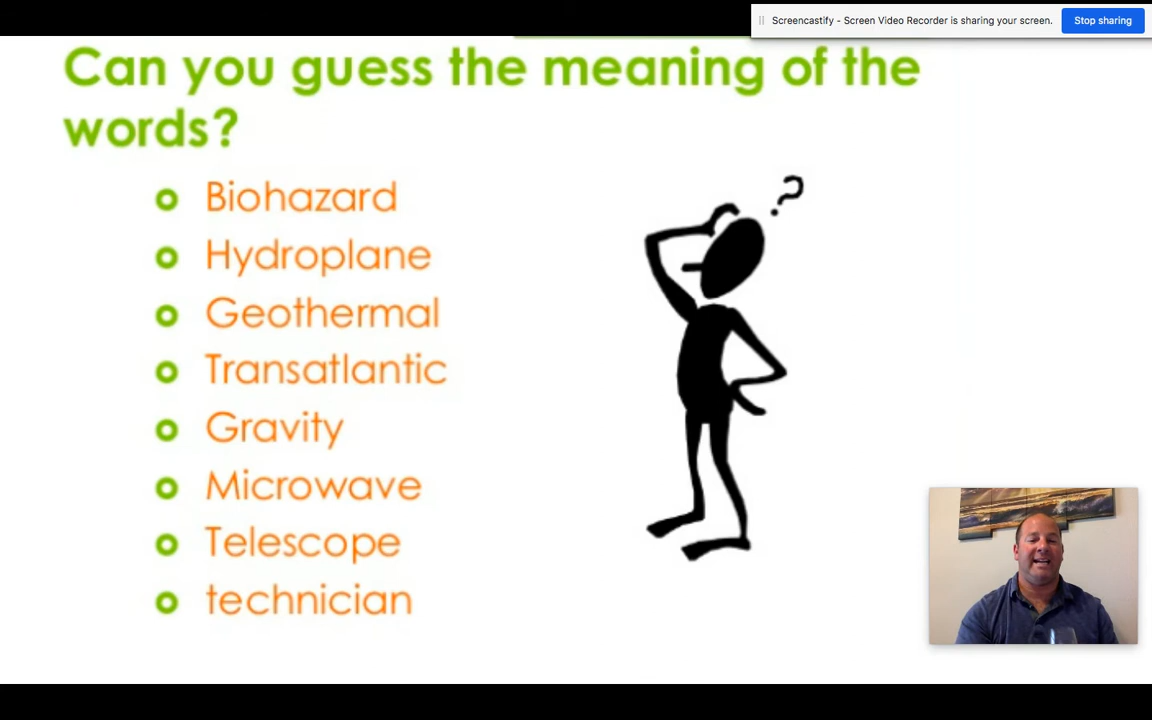 Screencastify - Screen Video Recorder is sharing your screen.
Stop sharing
Can you guess the meaning of the
words?
Biohazard
Hydroplane
Geothermal
Transatlantic
Gravity
Microwave
Telescope
technician
?